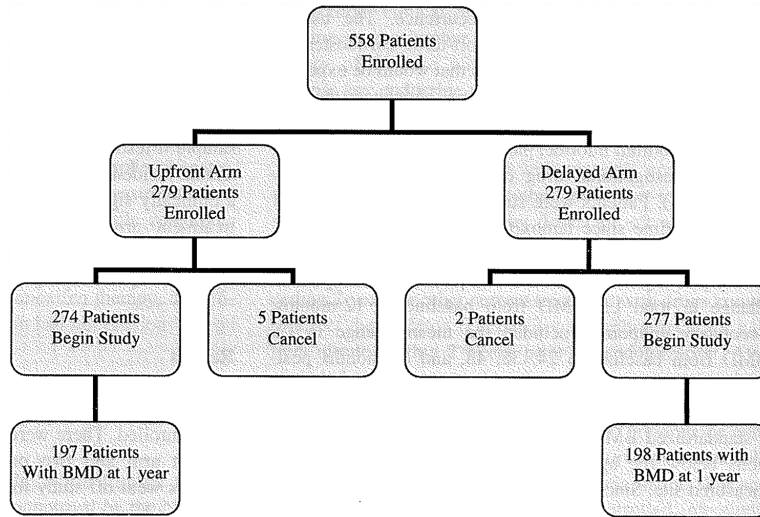 558 Patients
Enrolled
Upfront Arm
279 Patients
Enrolled
Delayed Arm
279 Patients
Enrolled
274 Patients
Begin Study
5 Patients
Cancel
2 Patients
Cancel
277 Patients
Begin Study
197 Patients
With BMD at 1 year
198 Patients with
BMD at 1 year